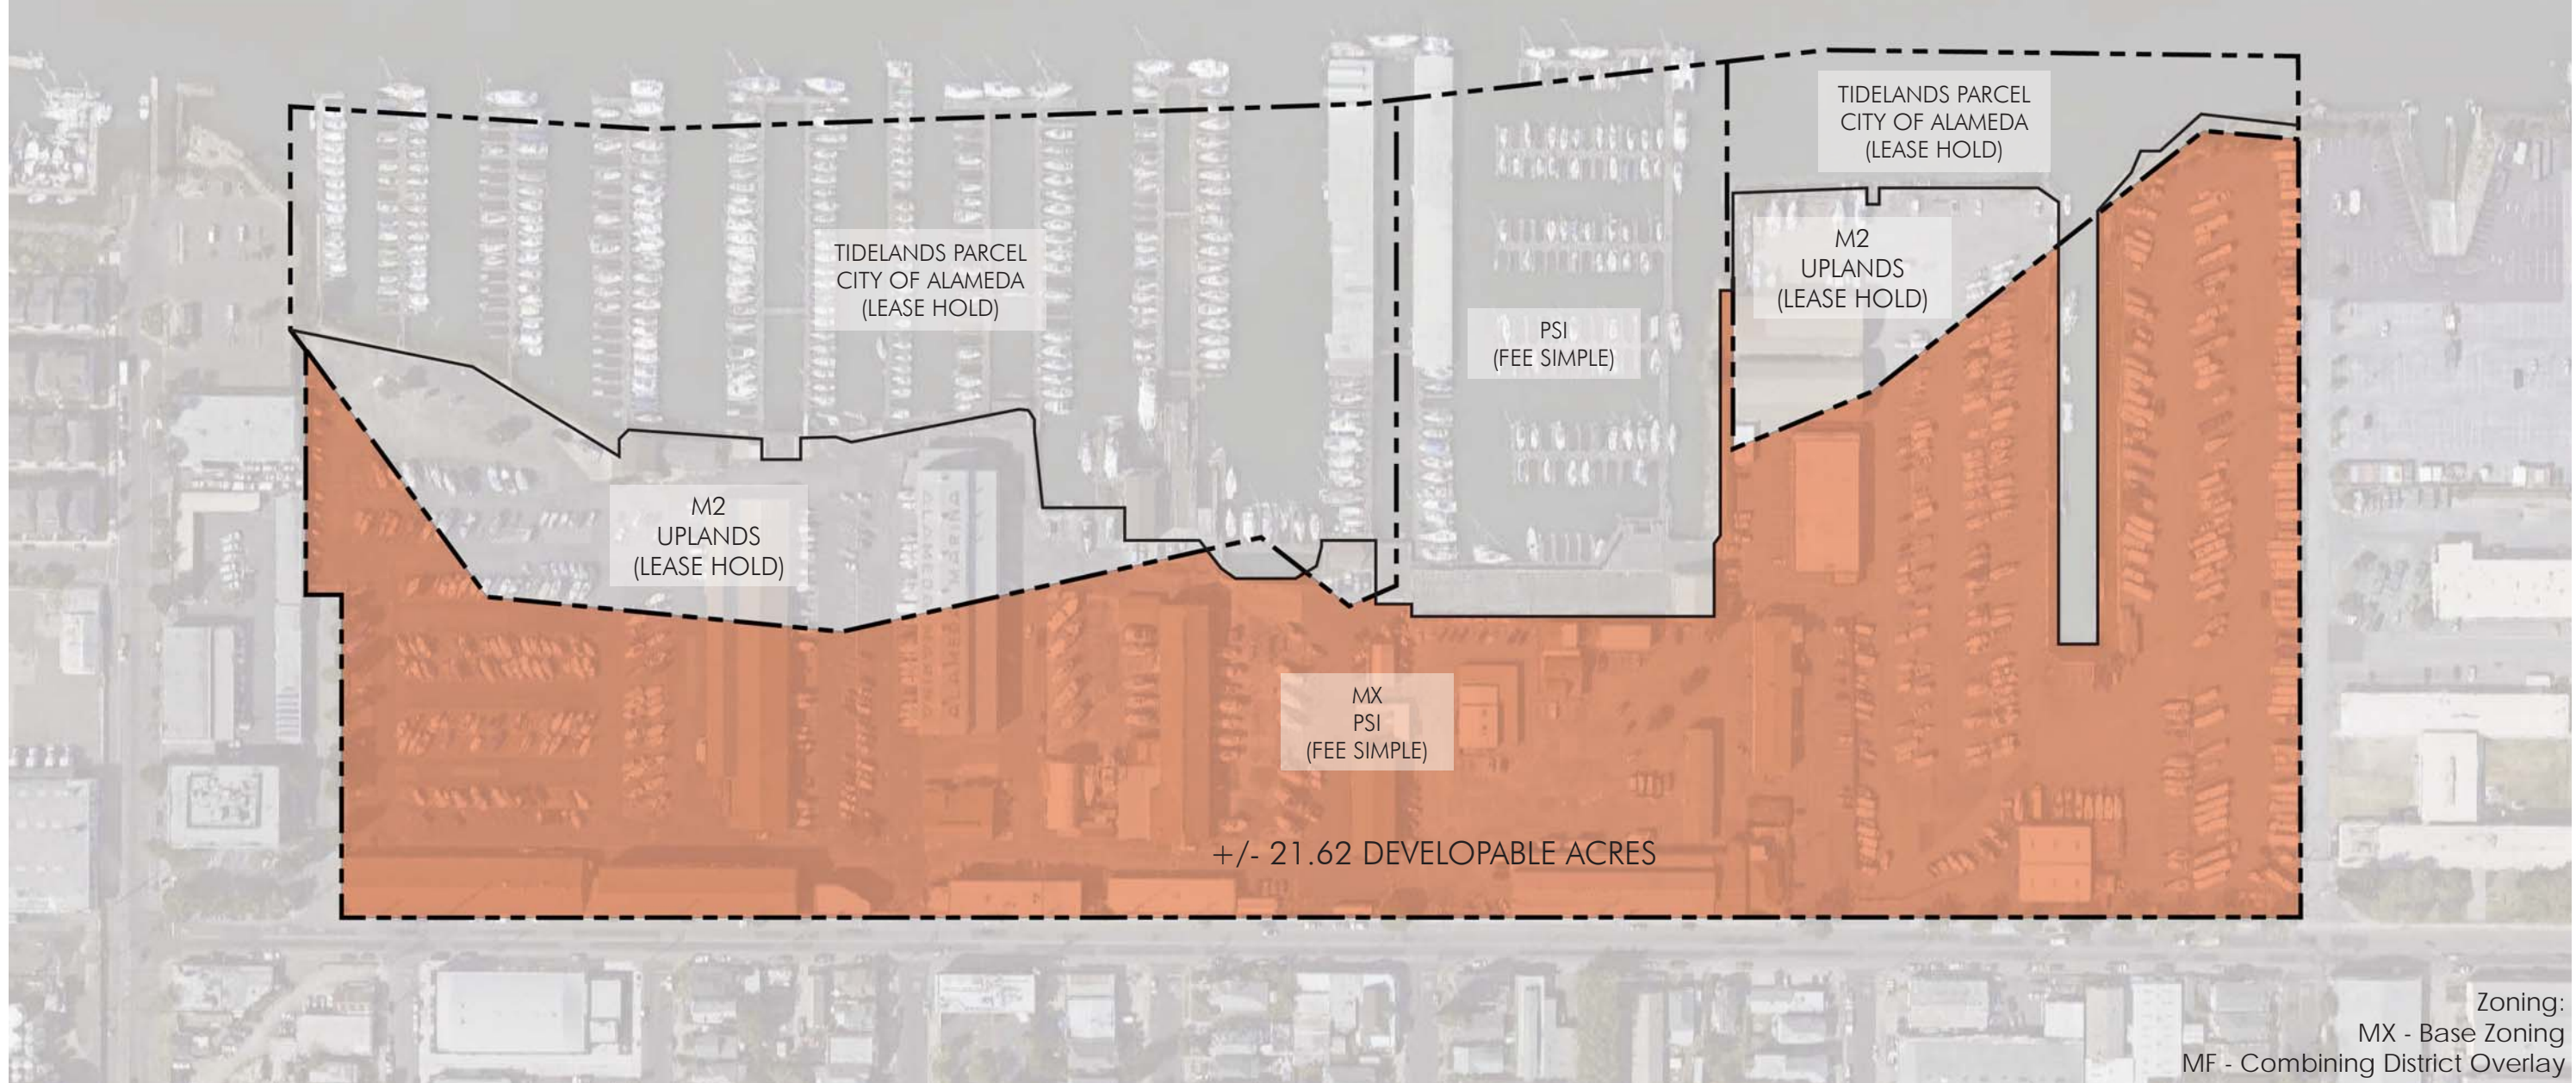 TIDELANDS PARCEL
CITY OF ALAMEDA
(LEASE HOLD)
TIDELANDS PARCEL
CITY OF ALAMEDA
(LEASE HOLD)
M2
UPLANDS
(LEASE HOLD)
PSI
(FEE SIMPLE)
M2
UPLANDS
(LEASE HOLD)
MX
PSI
(FEE SIMPLE)
+/- 21.62 DEVELOPABLE ACRES
Zoning:
MX - Base Zoning
MF - Combining District Overlay